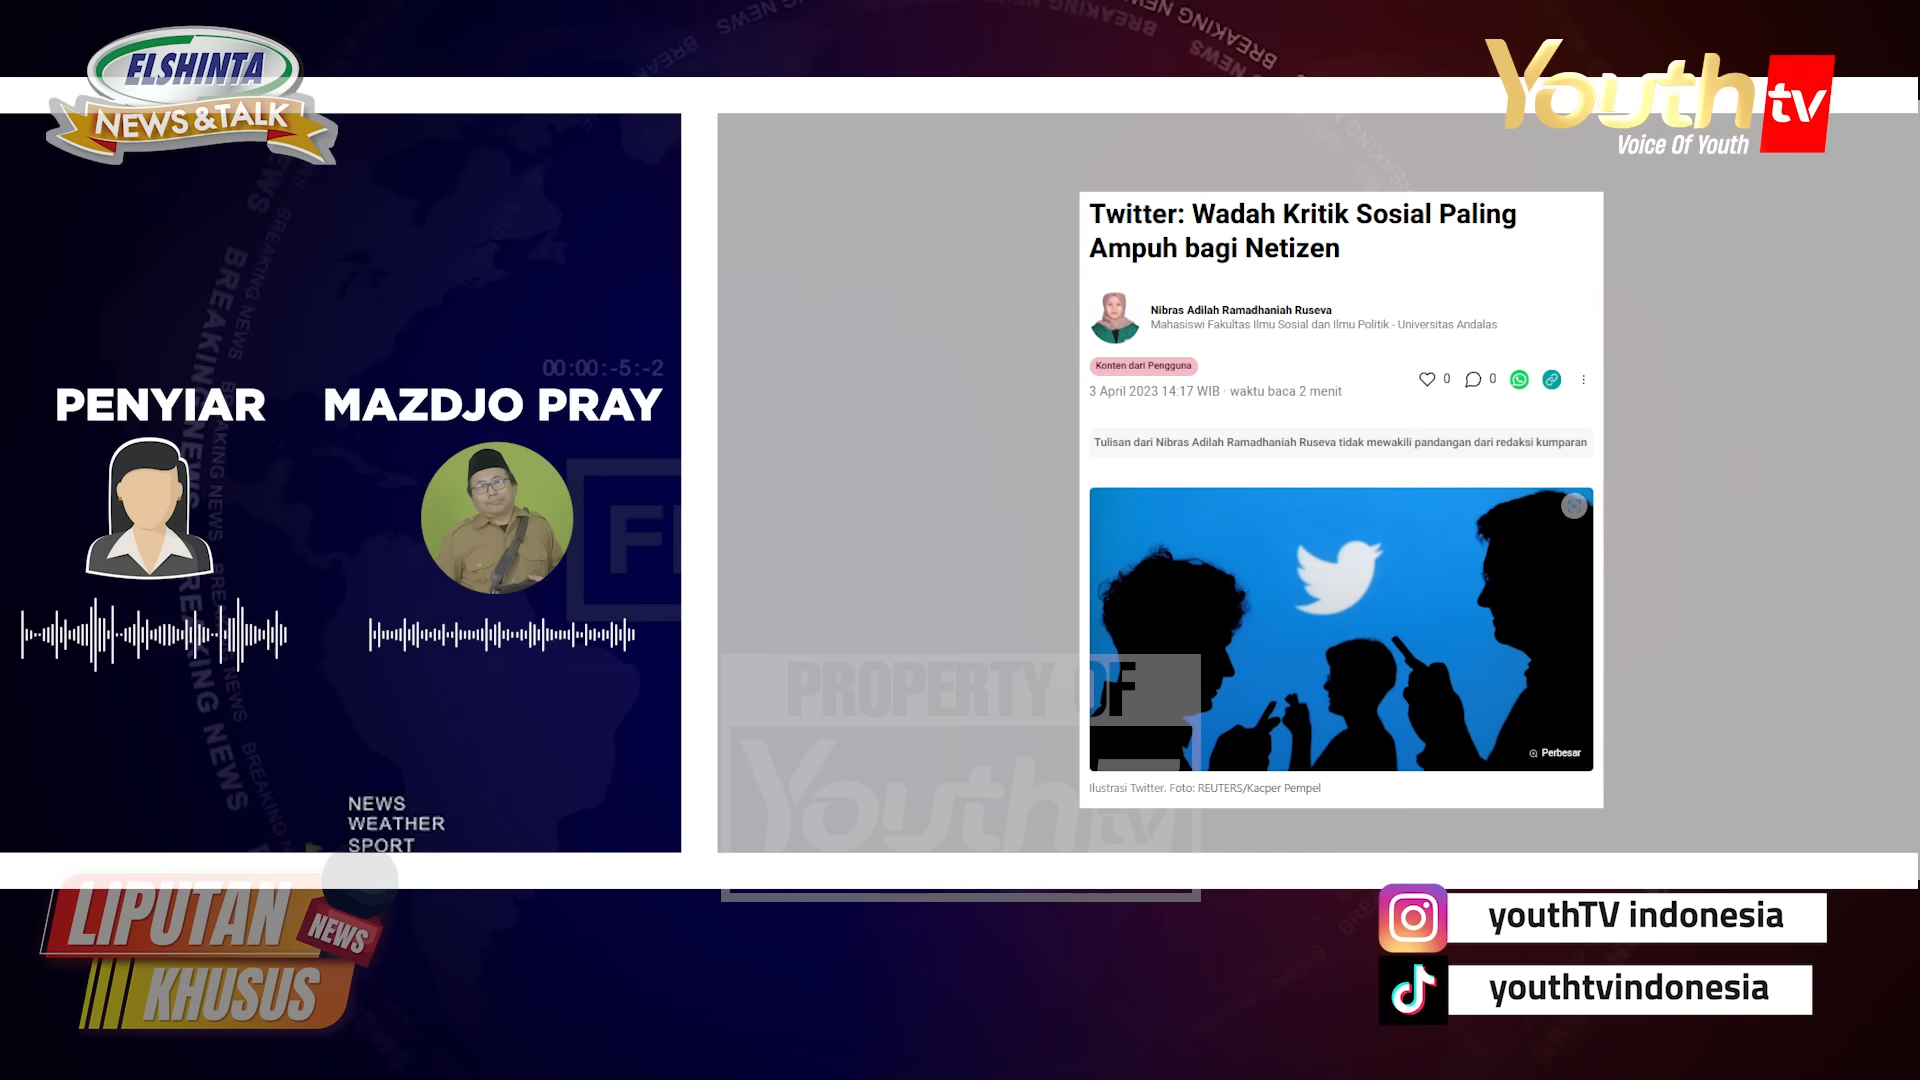 ELSHINTA
NEWS & TALK
Youth tv
Voice Of Youth
BREAKING NEWS
Twitter: Wadah Kritik Sosial Paling
Ampuh bagi Netizen
Nibras Adilah Ramadhaniah Ruseva
Mahasiswi Fakultas Ilmu Sosial dan Ilmu Politik - Universitas Andalas
Konten dari Pengguna
3 April 2023 14:17 WIB · waktu baca 2 menit
0 0
Tulisan dari Nibras Adilah Ramadhaniah Ruseva tidak mewakili pandangan dari redaksi kumparan
Perbesar
Ilustrasi Twitter. Foto: REUTERS/Kacper Pempel
00:00:-5:-2
PENYIAR
MAZDJO PRAY
PROPERTY OF
Youth tv
NEWS
WEATHER
SPORT
LIPUTAN
NEWS
KHUSUS
youthTV indonesia
youthtvindonesia